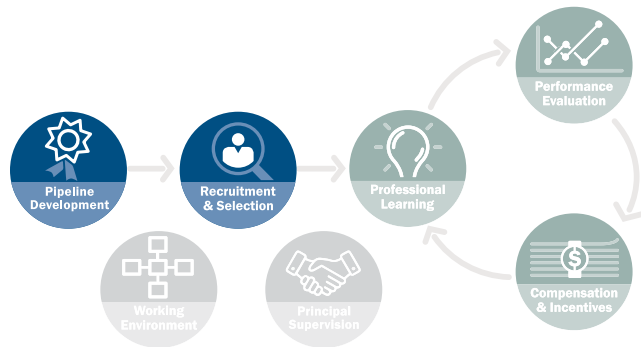 Performance
Evaluation
Pipeline
Development
Recruitment
& Selection
Professional
Learning
Working
Environment
Principal
Supervision
$
Compensation
& Incentives